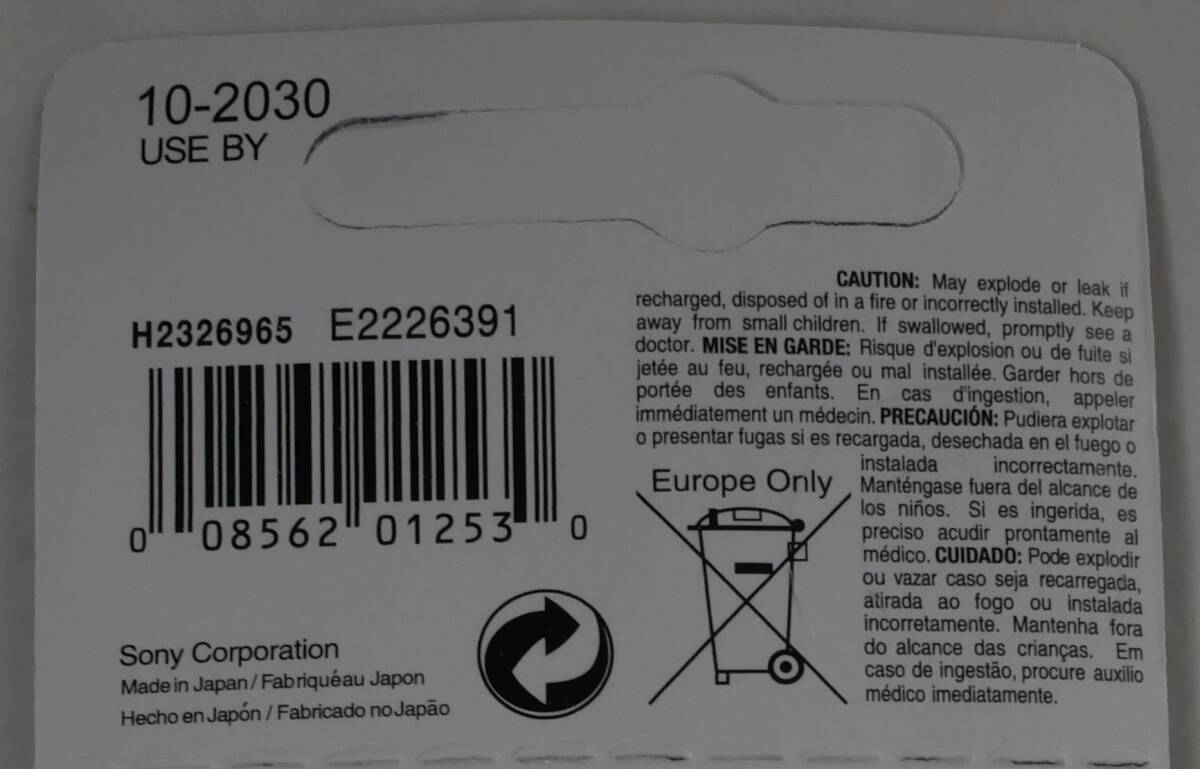 10-2030
USE BY
H2326965 E2226391
0 08562 01253 0
Sony Corporation
Made in Japan / Fabriqué au Japon
Hecho en Japón / Fabricado no Japão
CAUTION: May explode or leak if
recharged, disposed of in a fire or incorrectly installed. Keep
away from small children. If swallowed, promptly see a
doctor. MISE EN GARDE: Risque d'explosion ou de fuite si
jetée au feu, rechargée ou mal installée. Garder hors de
portée des enfants. En cas d'ingestion, appeler
immédiatement un médecin. PRECAUCIÓN: Pudiera explotar
o presentar fugas si es recargada, desechada en el fuego o
instalada incorrectamente.
Manténgase fuera del alcance de
los niños. Si es ingerida, es
preciso acudir prontamente al
médico. CUIDADO: Pode explodir
ou vazar caso seja recarregada,
atirada ao fogo ou instalada
incorretamente. Mantenha fora
do alcance das crianças. Em
caso de ingestão, procure auxilio
médico imediatamente.
Europe Only